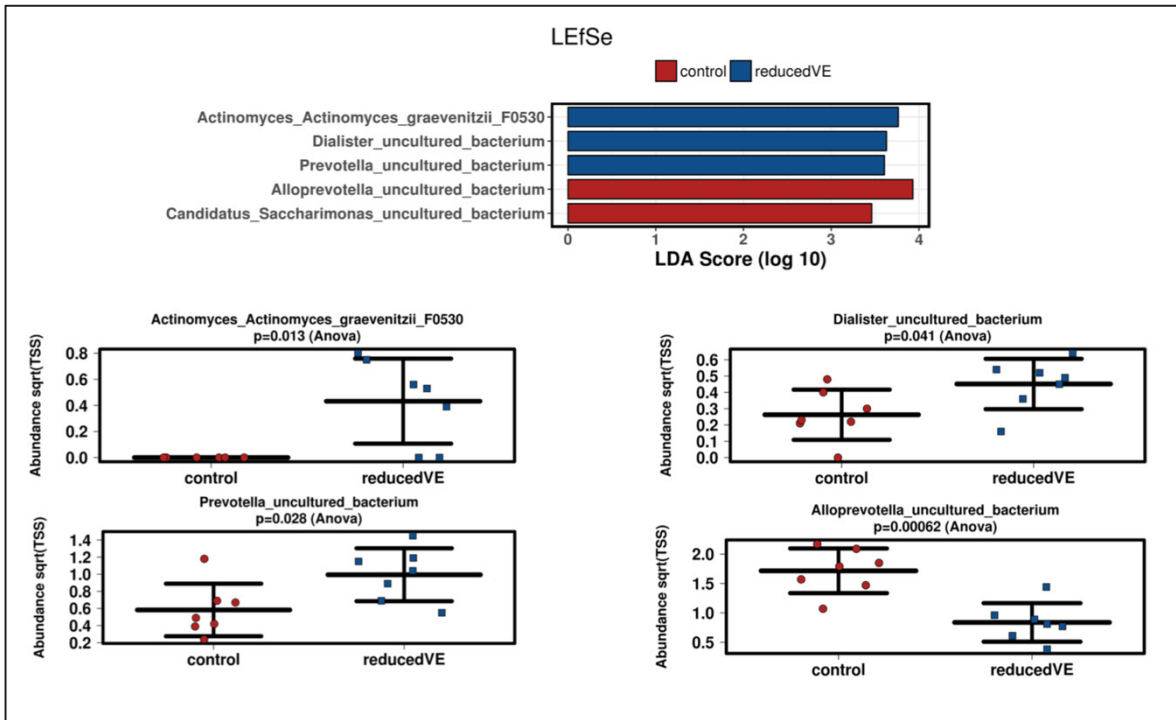 LEfSe
control reducedVE
Actinomyces_Actinomyces_graevenitzii_F0530
Dialister_uncultured_bacterium
Prevotella_uncultured_bacterium
Alloprevotella_uncultured_bacterium
Candidatus_Saccharimonas_uncultured_bacterium
0 1 2 3 4
LDA Score (log 10)
Actinomyces_Actinomyces_graevenitzii_F0530
p=0.013 (Anova)
Abundance sqrt(TSS)
0.8
0.6
0.4
0.2
0.0
control reducedVE
Dialister_uncultured_bacterium
p=0.041 (Anova)
Abundance sqrt(TSS)
0.6
0.5
0.4
0.3
0.2
0.1
0.0
control reducedVE
Prevotella_uncultured_bacterium
p=0.028 (Anova)
Abundance sqrt(TSS)
1.4
1.2
1.0
0.8
0.6
0.4
0.2
control reducedVE
Alloprevotella_uncultured_bacterium
p=0.00062 (Anova)
Abundance sqrt(TSS)
2.0
1.5
1.0
0.5
control reducedVE